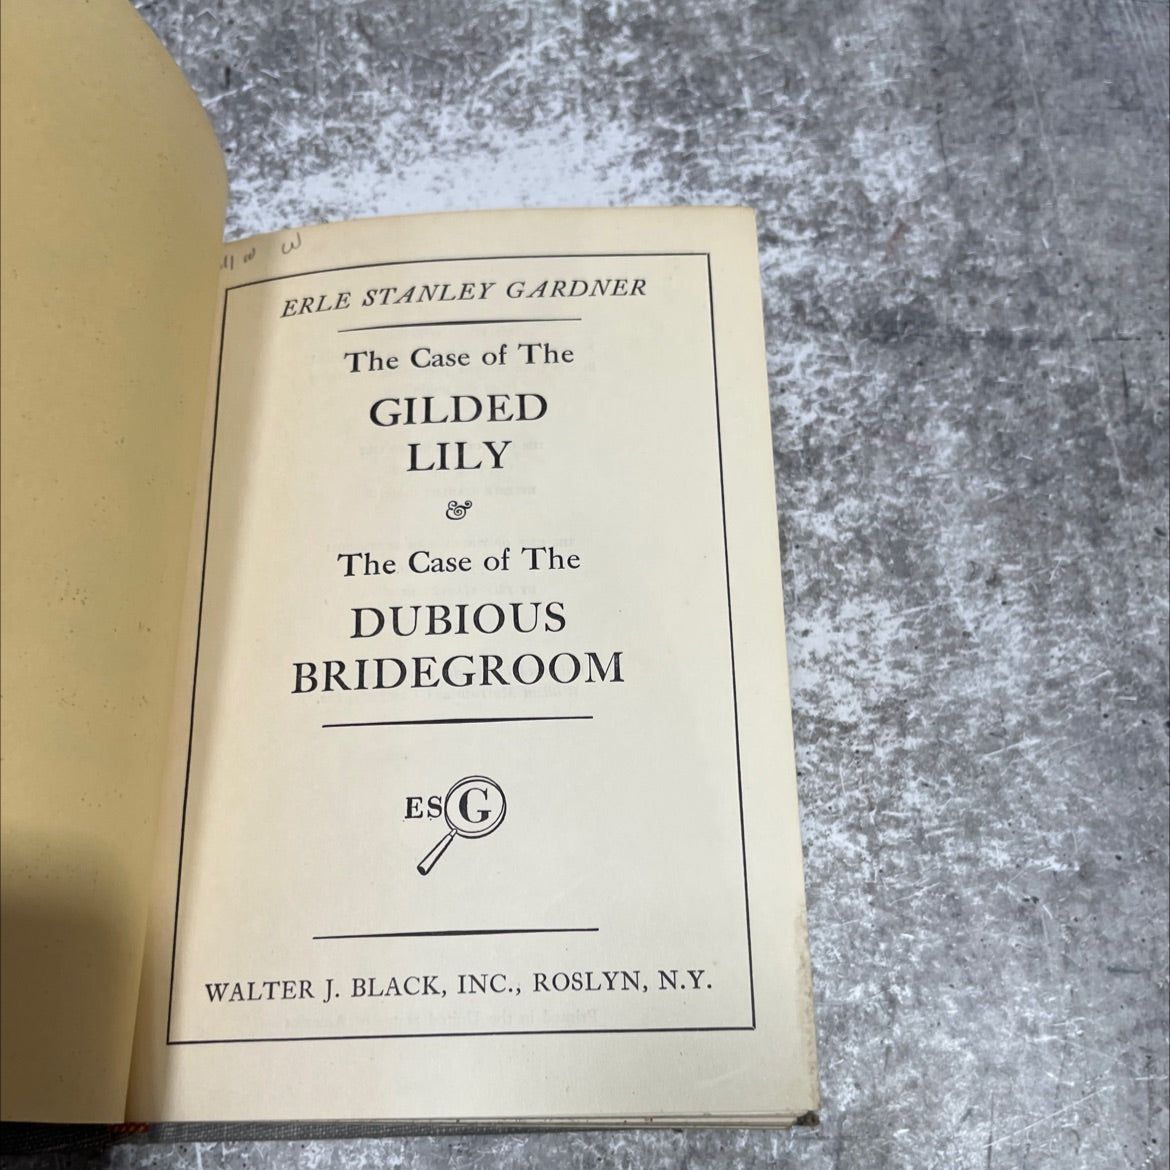 ERLE STANLEY GARDNER
The Case of The
GILDED
LILY
&
The Case of The
DUBIOUS
BRIDEGROOM
ESG
WALTER J. BLACK, INC., ROSLYN, N.Y.